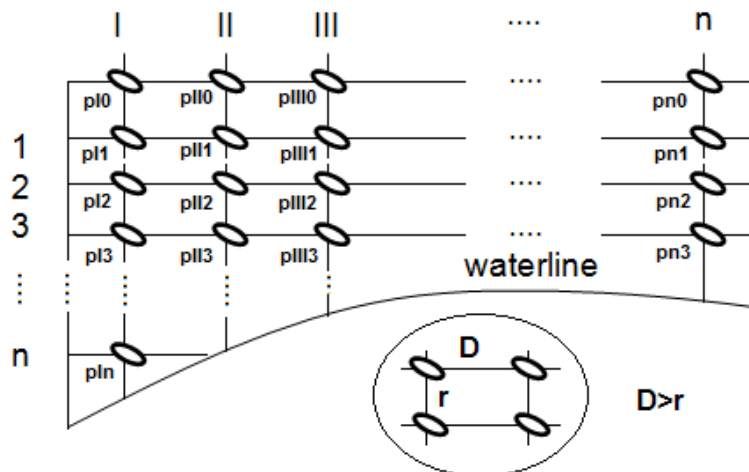 I II III .... n
pI0 pII0 pIII0 .... pn0
1 pI1 pII1 pIII1 .... pn1
2 pI2 pII2 pIII2 .... pn2
3 pI3 pII3 pIII3 .... pn3
waterline
n pIn
D
r
D>r